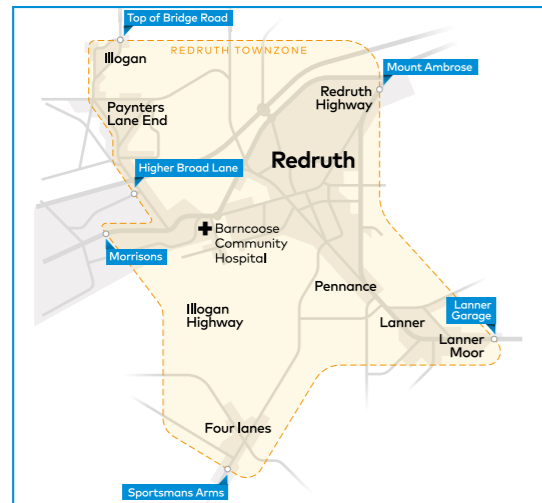 Top of Bridge Road
REDRUTH TOWNZONE
Illogan
Mount Ambrose
Redruth
Highway
Paynters
Lane End
Redruth
Higher Broad Lane
Barncoose
Community
Hospital
Morrisons
Pennance
Illogan
Highway
Lanner
Garage
Lanner
Lanner
Moor
Four lanes
Sportsmans Arms